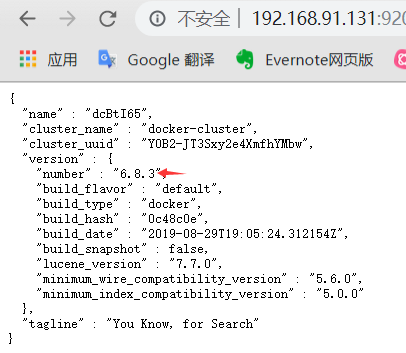 不安全 | 192.168.91.131:920
应用 Google 翻译 Evernote网页版
{
"name" : "dcBtI65",
"cluster_name" : "docker-cluster",
"cluster_uuid" : "Y0B2-JT3Sxy2e4XmfhYMbw",
"version" : {
"number" : "6.8.3",
"build_flavor" : "default",
"build_type" : "docker",
"build_hash" : "0c48c0e",
"build_date" : "2019-08-29T19:05:24.312154Z",
"build_snapshot" : false,
"lucene_version" : "7.7.0",
"minimum_wire_compatibility_version" : "5.6.0",
"minimum_index_compatibility_version" : "5.0.0"
},
"tagline" : "You Know, for Search"
}